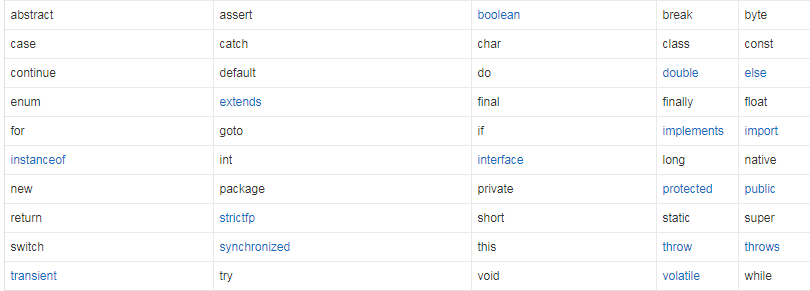 abstract assert boolean break byte
case catch char class const
continue default do double else
enum extends final finally float
for goto if implements import
instanceof int interface long native
new package private protected public
return strictfp short static super
switch synchronized this throw throws
transient try void volatile while